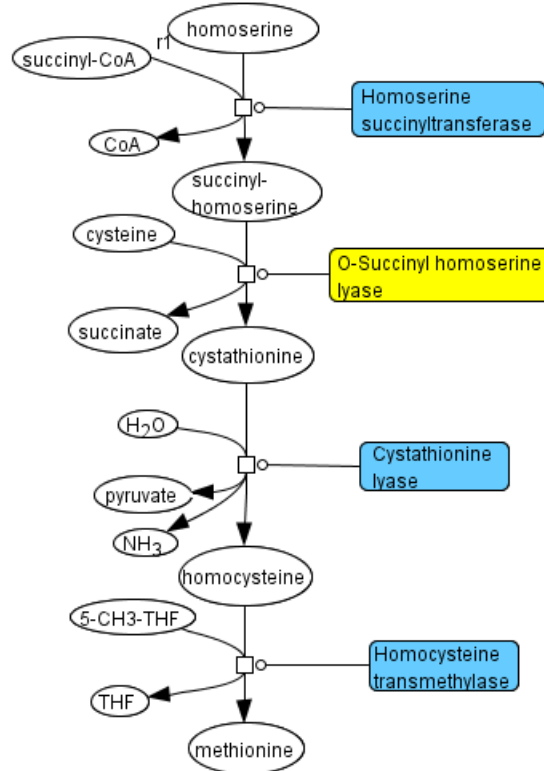 homoserine
r1
succinyl-CoA
Homoserine
succinyltransferase
CoA
succinyl-
homoserine
cysteine
O-Succinyl homoserine
lyase
succinate
cystathionine
H2O
Cystathionine
lyase
pyruvate
NH3
homocysteine
5-CH3-THF
Homocysteine
transmethylase
THF
methionine